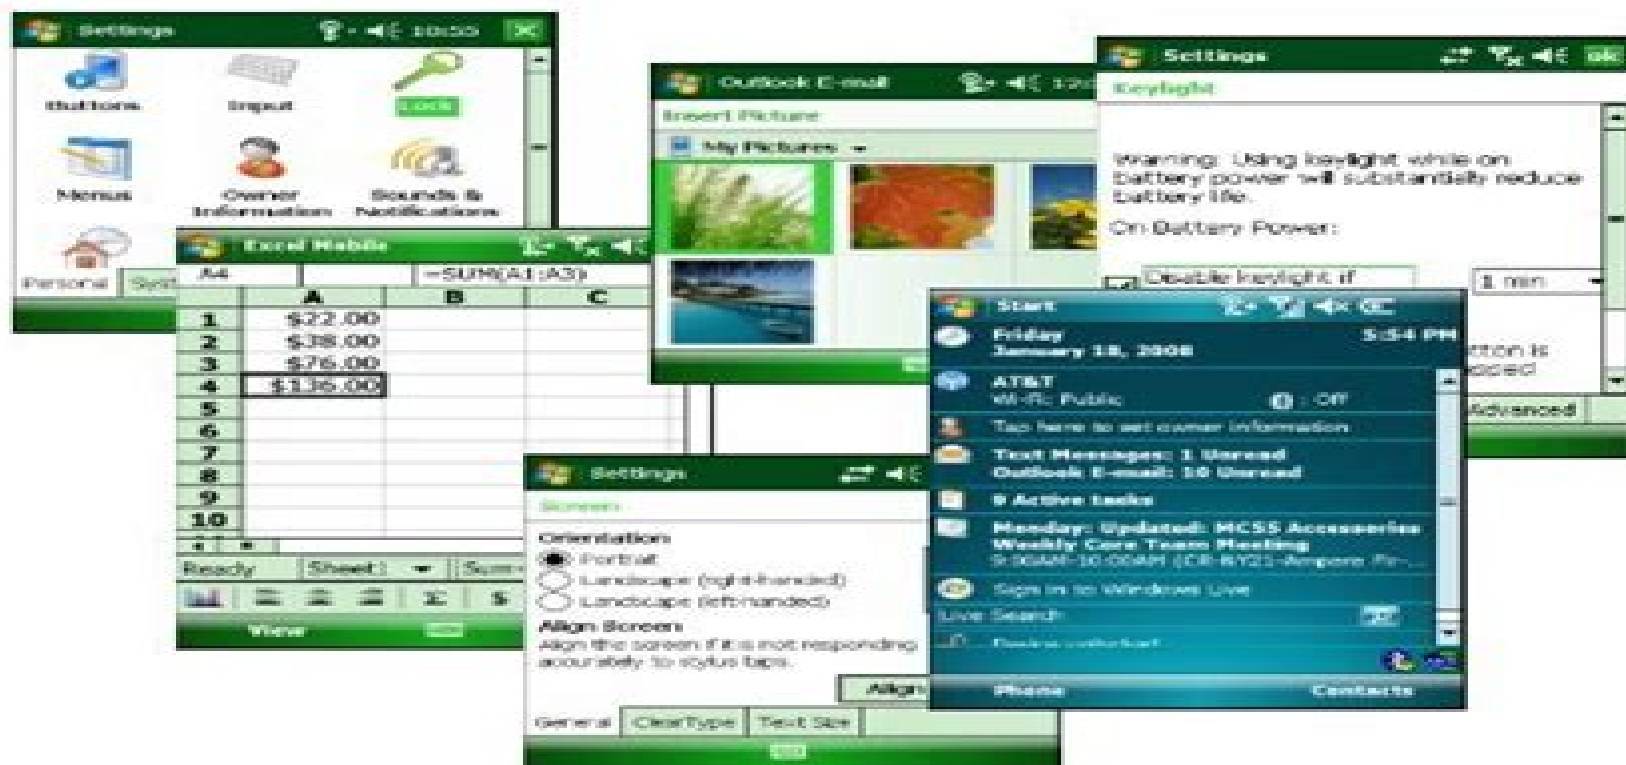 Settings
10:55
Buttons
Input
Lock
Menus
Owner Information
Sounds & Notifications
Personal
Excel Mobile
A4
=SUM(A1:A3)
A
B
C
1
$22.00
2
$38.00
3
$76.00
4
$136.00
5
6
7
8
9
10
Ready
Sheet1
Sum=
Σ
$
View
Outlook E-mail
Insert Picture
My Pictures
Settings
ok
Keylight
Warning: Using keylight while on
battery power will substantially reduce
battery life.
On Battery Power:
Disable keylight if
1 min
Advanced
Settings
Screen
Orientation
Portrait
Landscape (right-handed)
Landscape (left-handed)
Align Screen
Align the screen if it is not responding
accurately to stylus taps.
Align
General
ClearType
Text Size
Start
Friday
5:54 PM
January 18, 2008
AT&T
Wi-Fi: Public
: Off
Tap here to set owner information
Text Messages: 1 Unread
Outlook E-mail: 10 Unread
9 Active tasks
Monday: Updated: MCSS Accessories
Weekly Core Team Meeting
9:00AM-10:00AM
Sign in to Windows Live
Live Search
Phone
Contacts